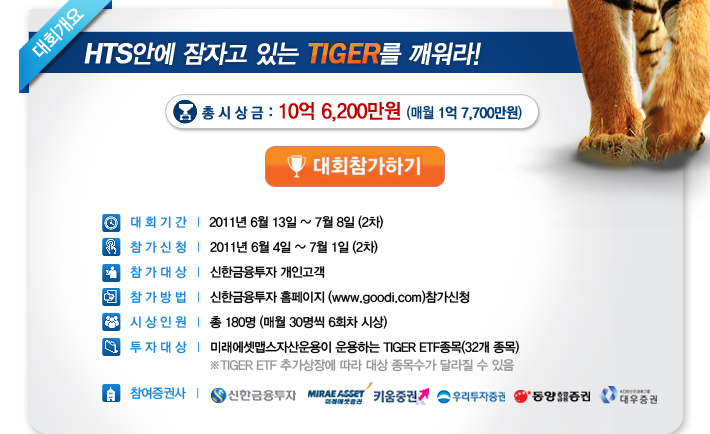 대회개요
HTS안에 잠자고 있는 TIGER를 깨워라!
총 시 상 금 : 10억 6,200만원 (매월 1억 7,700만원)
대회참가하기
대 회 기 간 | 2011년 6월 13일 ~ 7월 8일 (2차)
참 가 신 청 | 2011년 6월 4일 ~ 7월 1일 (2차)
참 가 대 상 | 신한금융투자 개인고객
참 가 방 법 | 신한금융투자 홈페이지 (www.goodi.com)참가신청
시 상 인 원 | 총 180명 (매월 30명씩 6회차 시상)
투 자 대 상 | 미래에셋맵스자산운용이 운용하는 TIGER ETF종목(32개 종목)
※TIGER ETF 추가상장에 따라 대상 종목수가 달라질 수 있음
참여증권사 | 신한금융투자 MIRAE ASSET 미래에셋증권 키움증권 우리투자증권 동양종합금융증권 KDB산은금융그룹 대우증권